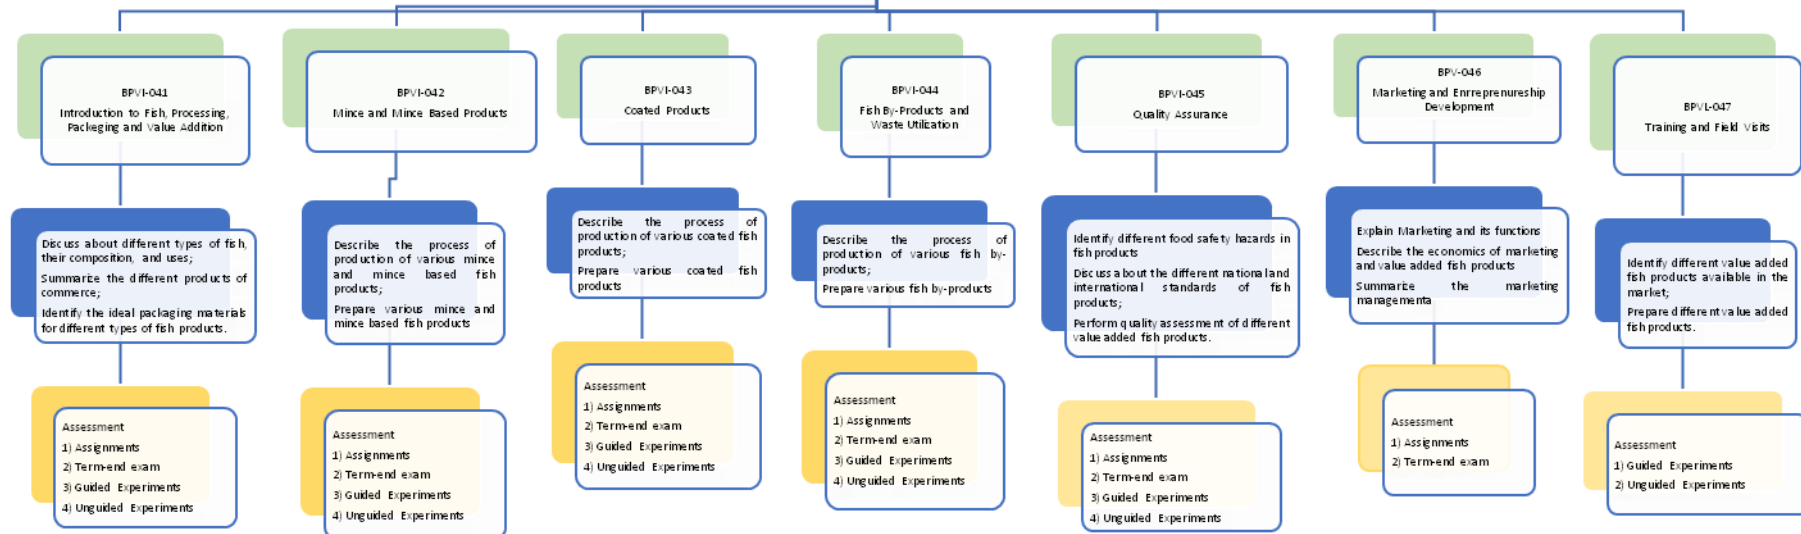 BPVI-041
Introduction to Fish, Processing,
Packeging and Value Addition
BPVI-042
Mince and Mince Based Products
BPVI-043
Coated Products
BPVI-044
Fish By-Products and
Waste Utilization
BPVI-045
Quality Assurance
BPV-046
Marketing and Enrreprenureship
Development
BPVL-047
Training and Field Visits
Discuss about different types of fish,
their composition, and uses;
Summarize the different products of
commerce;
Identify the ideal packaging materials
for different types of fish products.
Describe the process of
production of various mince
and mince based fish
products;
Prepare various mince and
mince based fish products
Describe the process of
production of various coated fish
products;
Prepare various coated fish
products
Describe the process of
production of various fish by-
products;
Prepare various fish by-products
Identify different food safety hazards in
fish products
Discuss about the different national and
international standards of fish
products;
Perform quality assessment of different
value added fish products.
Explain Marketing and its functions
Describe the economics of marketing
and value added fish products
Summarize the marketing
managementa
Identify different value added
fish products available in the
market;
Prepare different value added
fish products.
Assessment
1) Assignments
2) Term-end exam
3) Guided Experiments
4) Unguided Experiments
Assessment
1) Assignments
2) Term-end exam
3) Guided Experiments
4) Unguided Experiments
Assessment
1) Assignments
2) Term-end exam
3) Guided Experiments
4) Unguided Experiments
Assessment
1) Assignments
2) Term-end exam
3) Guided Experiments
4) Unguided Experiments
Assessment
1) Assignments
2) Term-end exam
3) Guided Experiments
4) Unguided Experiments
Assessment
1) Assignments
2) Term-end exam
Assessment
1) Guided Experiments
2) Unguided Experiments